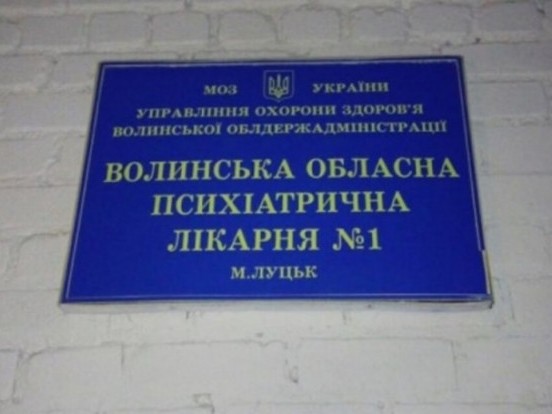 МОЗ УКРАЇНИ
УПРАВЛІННЯ ОХОРОНИ ЗДОРОВ'Я
ВОЛИНСЬКОЇ ОБЛДЕРЖАДМІНІСТРАЦІЇ
ВОЛИНСЬКА ОБЛАСНА
ПСИХІАТРИЧНА
ЛІКАРНЯ №1
М.ЛУЦЬК